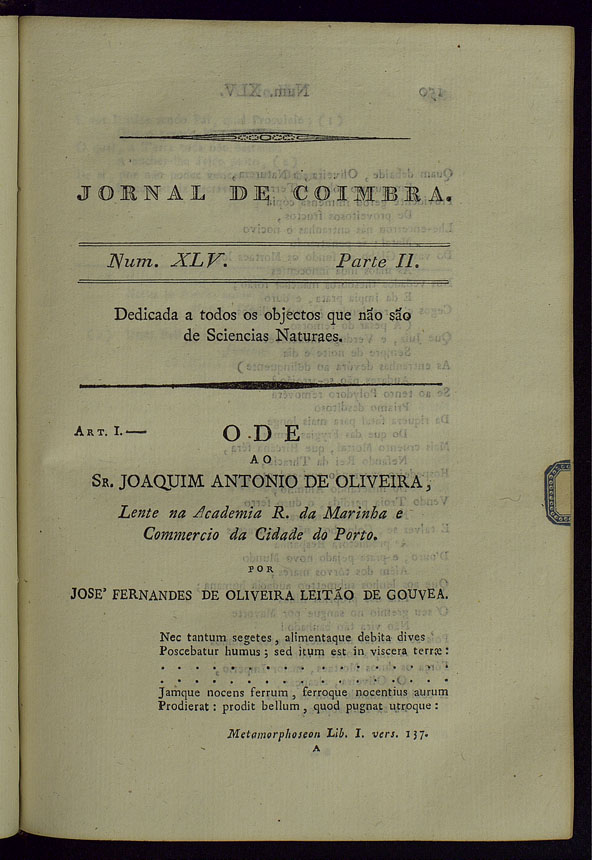 JORNAL DE COIMBRA.
Num. XLV. Parte II.
Dedicada a todos os objectos que não são
de Sciencias Naturaes.
ART. I.— ODE
AO
SR. JOAQUIM ANTONIO DE OLIVEIRA,
Lente na Academia R. da Marinha e
Commercio da Cidade do Porto.
POR
JOSE' FERNANDES DE OLIVEIRA LEITÃO DE GOUVEA.
Nec tantum segetes, alimentaque debita dives
Poscebatur humus; sed itum est in viscera terræ:
. . . . . . . . . . . . . . . . . .
. . . . . . . . . . . . . . . . . .
Jamque nocens ferrum, ferroque nocentius aurum
Prodierat: prodit bellum, quod pugnat utroque:
Metamorphoseon Lib. I. vers. 137.
A